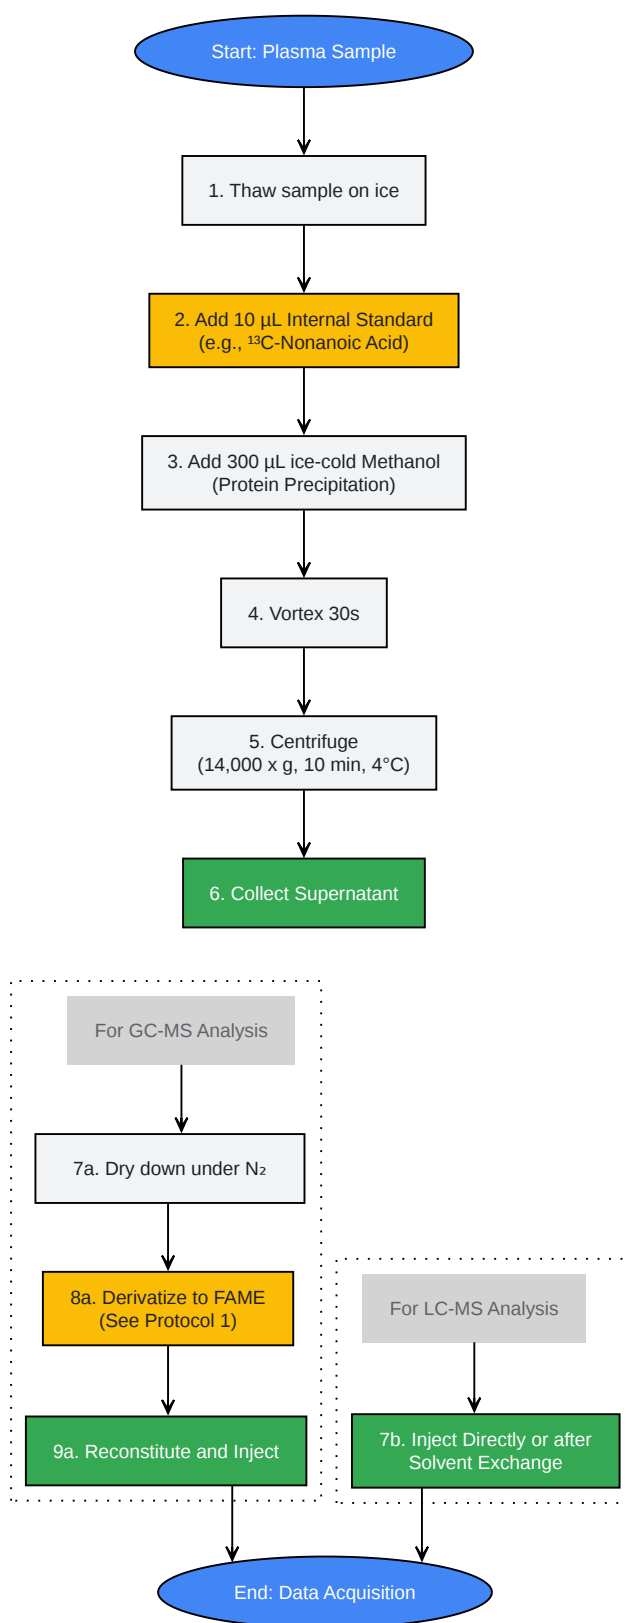 Start: Plasma Sample
1. Thaw sample on ice
2. Add 10 µL Internal Standard
(e.g., ¹³C-Nonanoic Acid)
3. Add 300 µL ice-cold Methanol
(Protein Precipitation)
4. Vortex 30s
5. Centrifuge
(14,000 x g, 10 min, 4°C)
6. Collect Supernatant
For GC-MS Analysis
7a. Dry down under N₂
8a. Derivatize to FAME
(See Protocol 1)
9a. Reconstitute and Inject
For LC-MS Analysis
7b. Inject Directly or after
Solvent Exchange
End: Data Acquisition